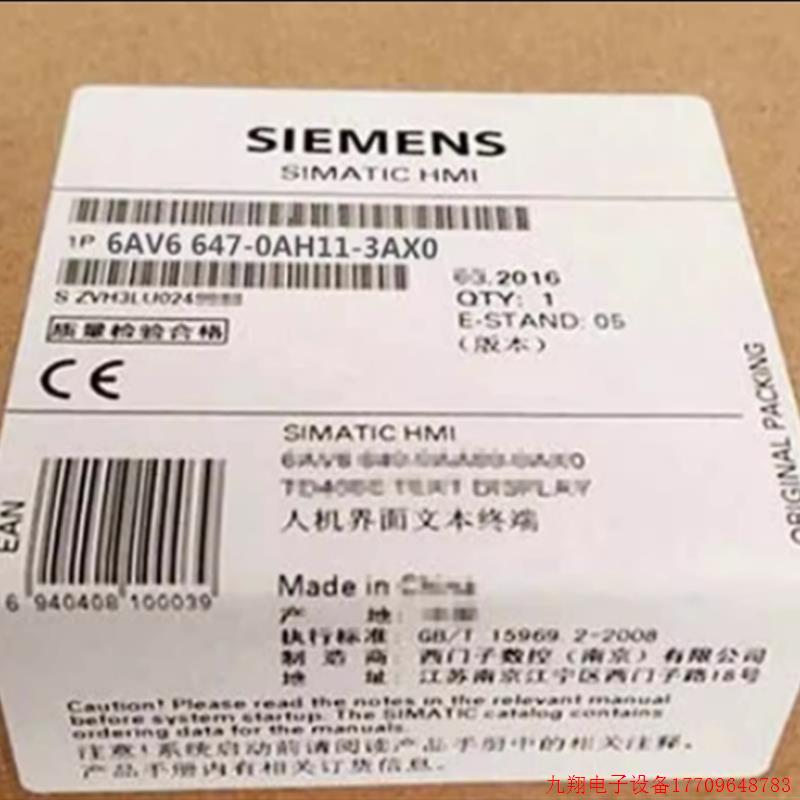 SIEMENS
SIMATIC HMI
1P 6AV6 647-0AH11-3AX0
S ZVH3LU024
2016
QTY: 1
E-STAND: 05
(版本)
质量检验合格
CE
ORIGINAL PACKING
SIMATIC HMI
人机界面文本终端
EAN
6 940408 100039
Made in China
产 地:
执行标准: GB/T 15969.2-2008
制 造 商: 西门子数控(南京)有限公司
地 址: 江苏南京江宁区西门子路18号
Caution! Please read the notes in the relevant manual
before system startup. The SIMATIC catalog contains
ordering data for the manuals.
注意!系统启动前请阅读产品手册中的相关注释。
产品手册内有相关订货信息.
九翔电子设备17709648783